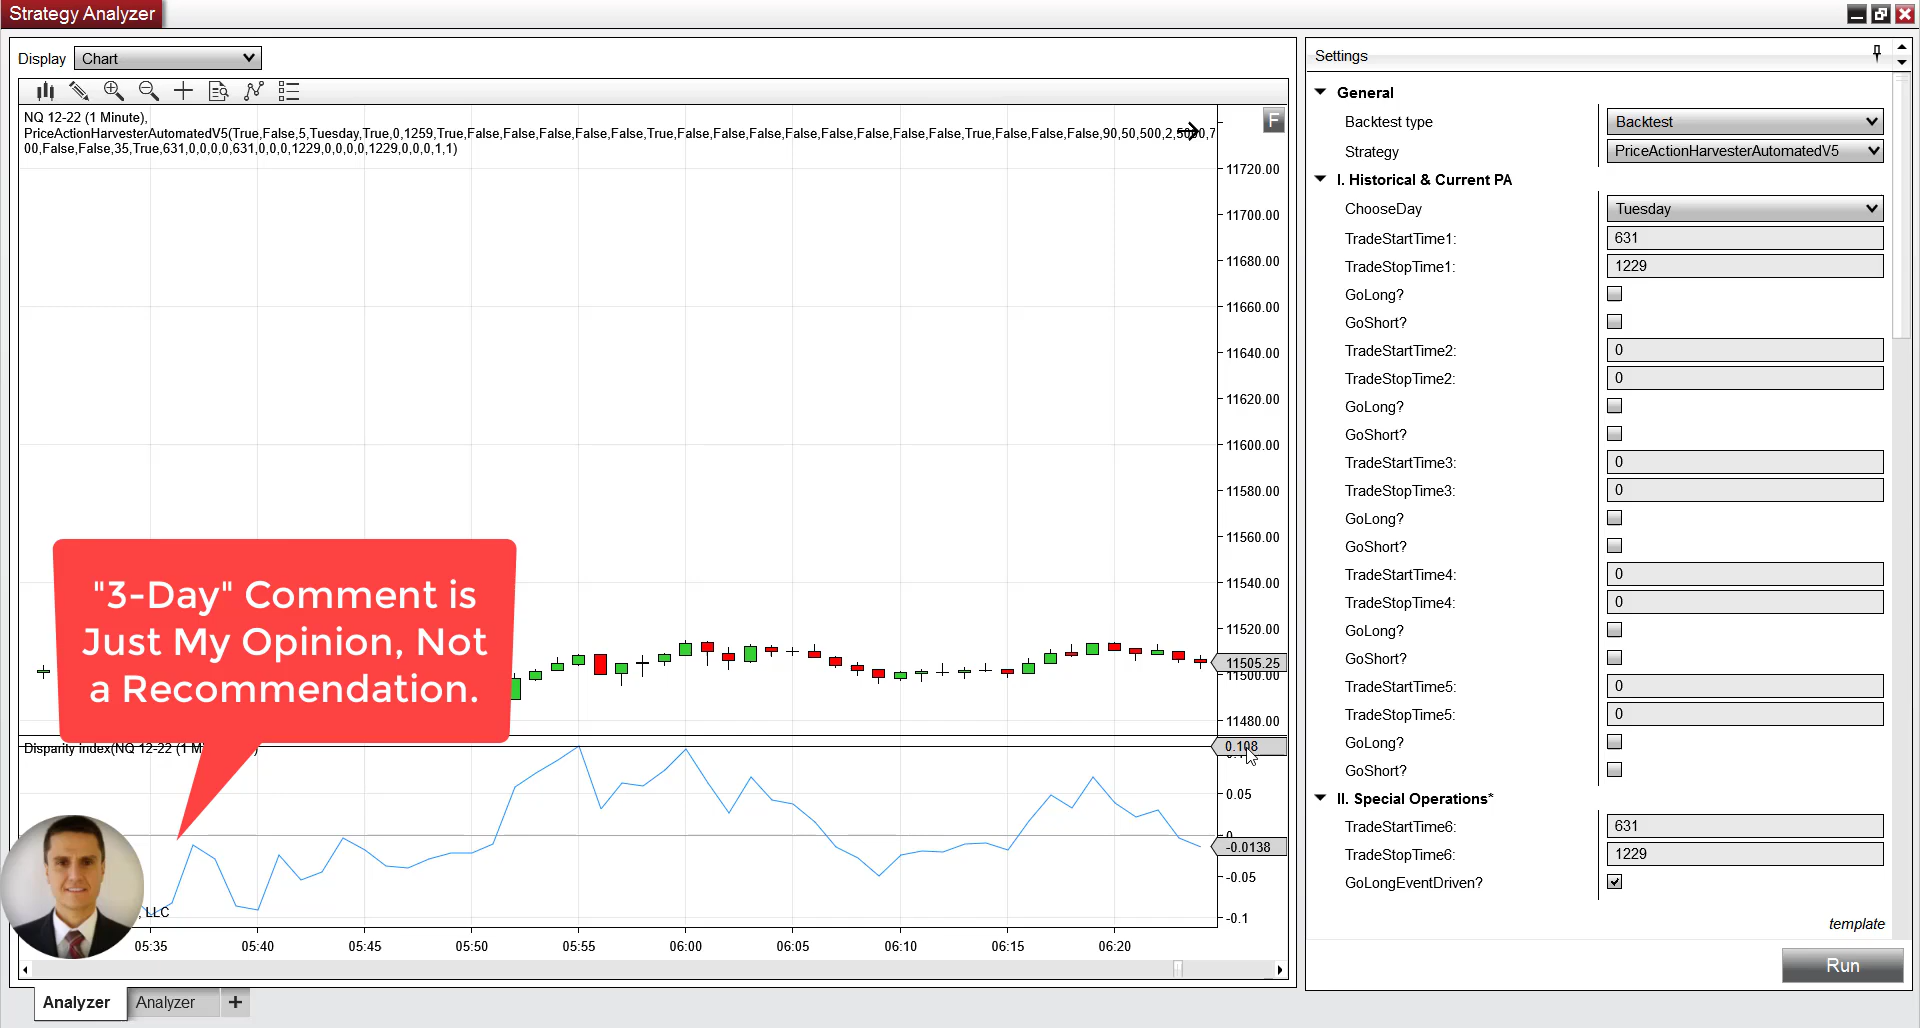 Strategy Analyzer
Display Chart
NQ 12-22 (1 Minute),
PriceActionHarvesterAutomatedV5(True,False,5,Tuesday,True,0,1259,True,False,False,False,False,False,True,False,False,False,False,False,False,False,True,False,False,False,90,50,500,2,5000,7
00,False,False,35,True,631,0,0,0,0,631,0,0,0,1229,0,0,0,0,1229,0,0,0,1,1)
F
11720.00
11700.00
11680.00
11660.00
11640.00
11620.00
11600.00
11580.00
11560.00
11540.00
11520.00
11505.25
11500.00
11480.00
"3-Day" Comment is
Just My Opinion, Not
a Recommendation.
Disparity index(NQ 12-22 (1 M
0.108
0.05
0
-0.0138
-0.05
-0.1
, LLC
05:35 05:40 05:45 05:50 05:55 06:00 06:05 06:10 06:15 06:20
Analyzer Analyzer +
Settings
General
Backtest type Backtest
Strategy PriceActionHarvesterAutomatedV5
I. Historical & Current PA
ChooseDay Tuesday
TradeStartTime1: 631
TradeStopTime1: 1229
GoLong?
GoShort?
TradeStartTime2: 0
TradeStopTime2: 0
GoLong?
GoShort?
TradeStartTime3: 0
TradeStopTime3: 0
GoLong?
GoShort?
TradeStartTime4: 0
TradeStopTime4: 0
GoLong?
GoShort?
TradeStartTime5: 0
TradeStopTime5: 0
GoLong?
GoShort?
II. Special Operations*
TradeStartTime6: 631
TradeStopTime6: 1229
GoLongEventDriven?
template
Run